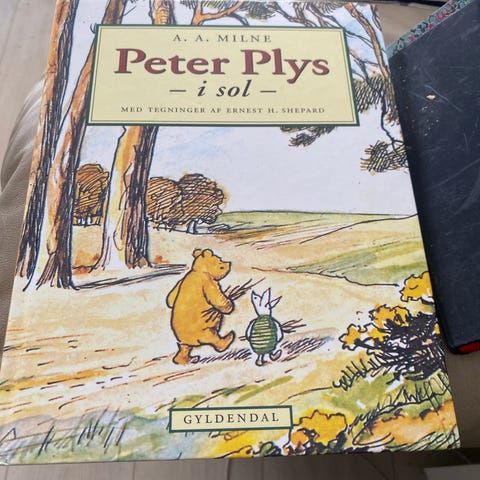 A. A. MILNE
Peter Plys
– i sol –
MED TEGNINGER AF ERNEST H. SHEPARD
GYLDENDAL